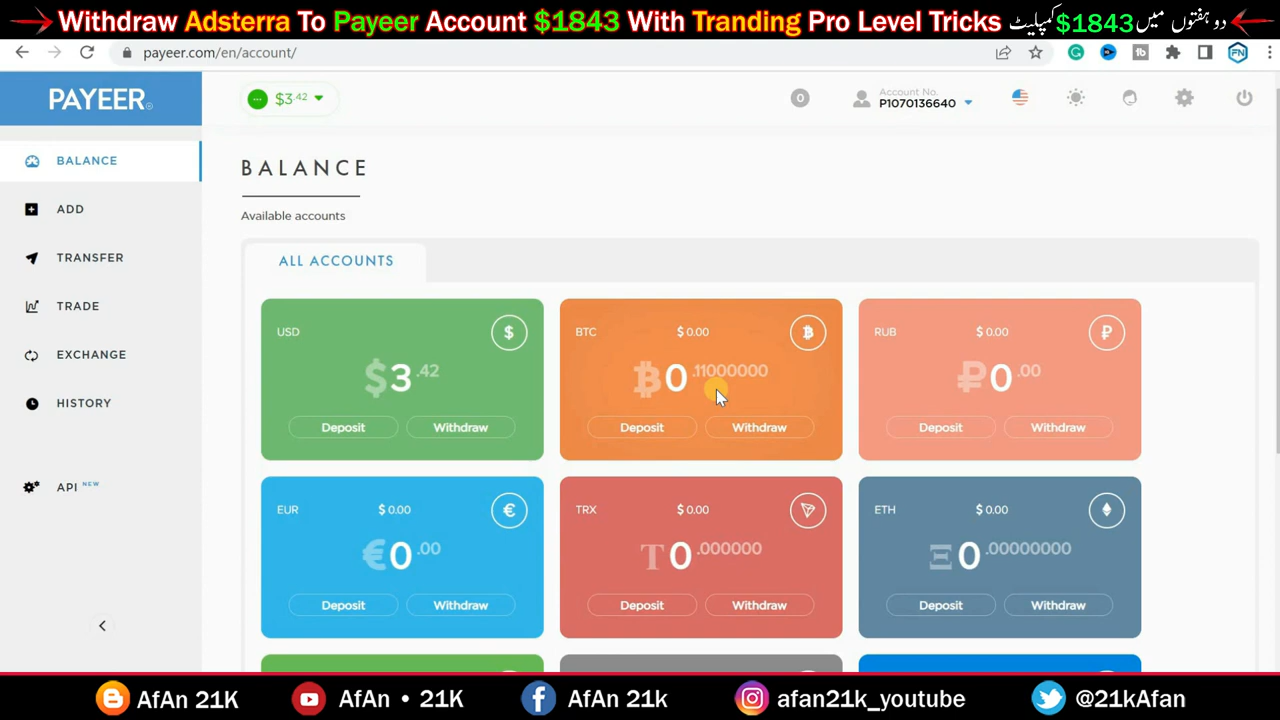 Withdraw Adsterra To Payeer Account $1843 With Tranding Pro Level Tricks دو ہفتوں میں $1843 کمپلیٹ
payeer.com/en/account/
PAYEER
$3.42
0
Account No.
P1070136640
BALANCE
ADD
TRANSFER
TRADE
EXCHANGE
HISTORY
API NEW
BALANCE
Available accounts
ALL ACCOUNTS
USD $
$3.42
Deposit Withdraw
BTC $ 0.00
0.11000000
Deposit Withdraw
RUB $ 0.00 ₽
₽0.00
Deposit Withdraw
EUR $ 0.00 €
€0.00
Deposit Withdraw
TRX $ 0.00
T0.000000
Deposit Withdraw
ETH $ 0.00
Ξ0.00000000
Deposit Withdraw
AfAn 21K
AfAn • 21K
AfAn 21k
afan21k_youtube
@21kAfan